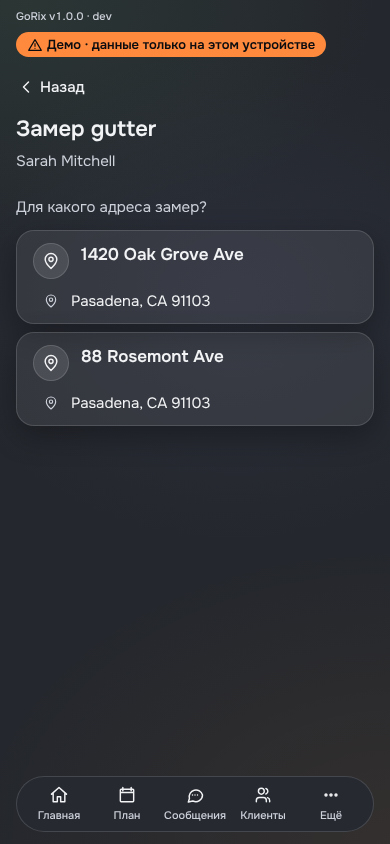 GoRix v1.0.0 · dev
Демо · данные только на этом устройстве
Назад
Замер gutter
Sarah Mitchell
Для какого адреса замер?
1420 Oak Grove Ave
Pasadena, CA 91103
88 Rosemont Ave
Pasadena, CA 91103
Главная План Сообщения Клиенты Ещё